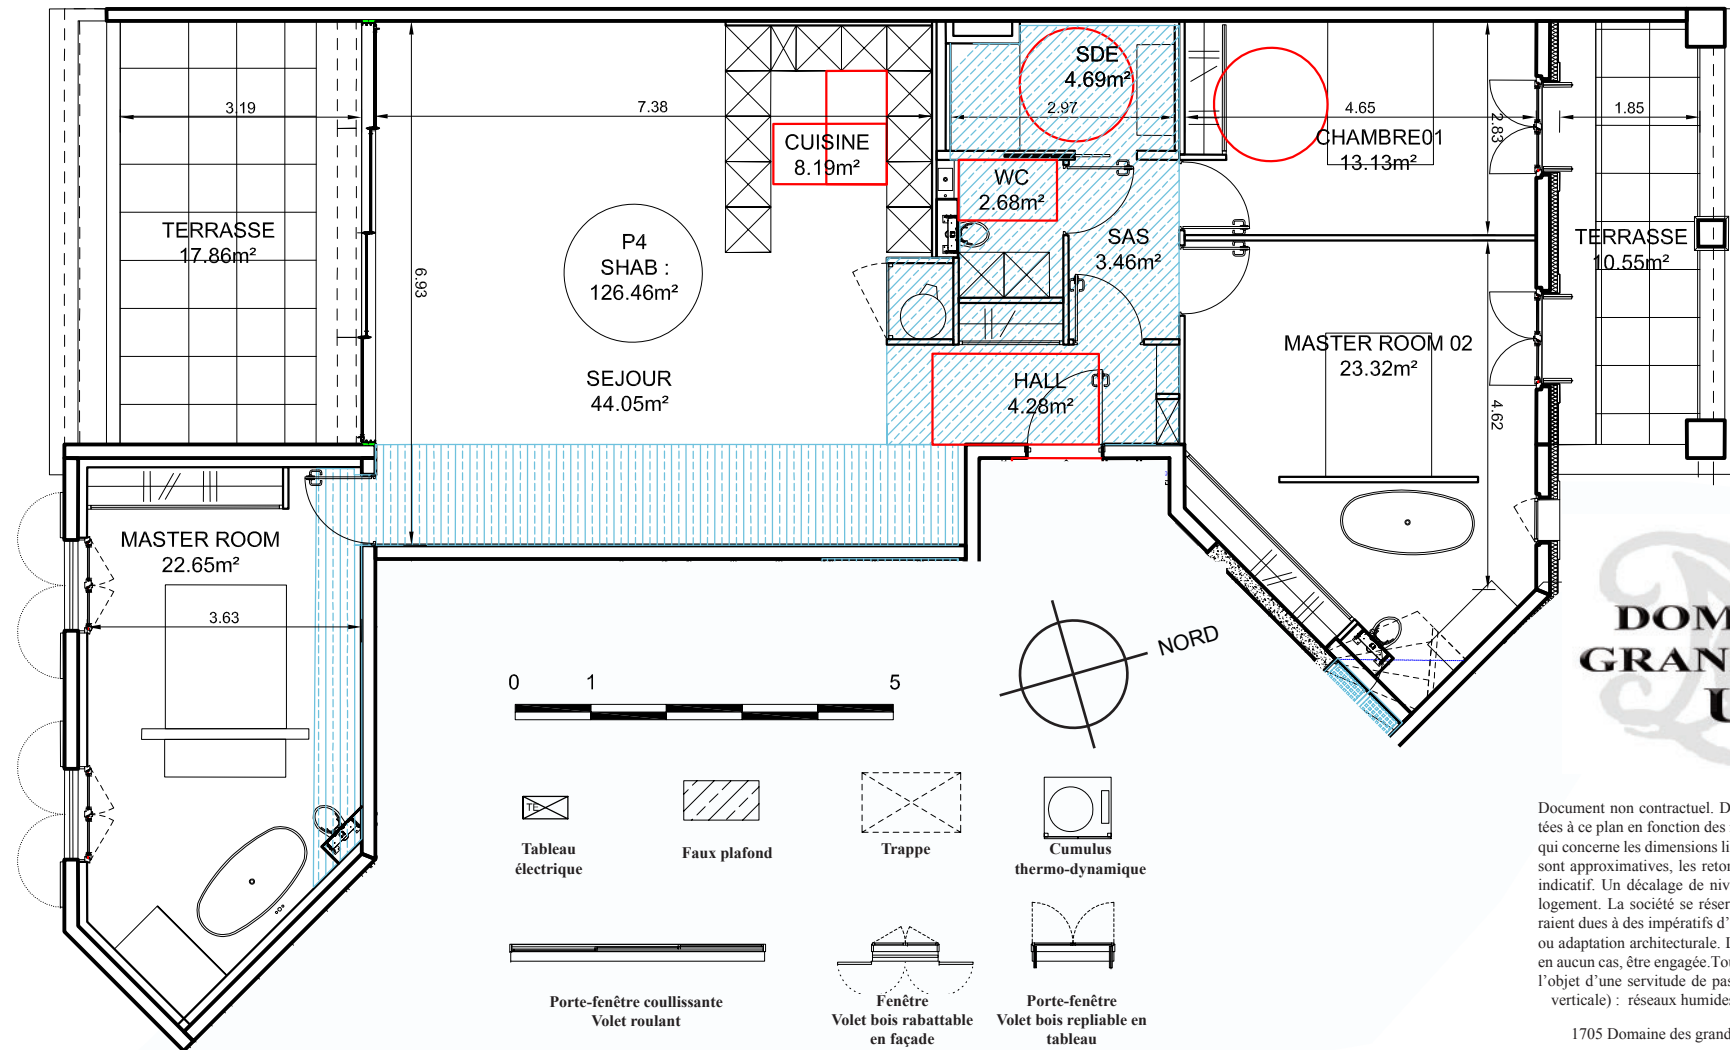 SDE
4.69m²
2.97
3.19
7.38
4.65
2.83
1.85
CUISINE
8.19m²
CHAMBRE01
13.13m²
WC
2.68m²
TERRASSE
17.86m²
P4
SHAB :
126.46m²
SAS
3.46m²
TERRASSE
10.55m²
6.93
MASTER ROOM 02
23.32m²
SEJOUR
44.05m²
HALL
4.28m²
4.62
MASTER ROOM
22.65m²
3.63
NORD
0 1 5
DOM
GRAN
U
TE
Tableau
électrique
Faux plafond
Trappe
Cumulus
thermo-dynamique
Porte-fenêtre coullissante
Volet roulant
Fenêtre
Volet bois rabattable
en façade
Porte-fenêtre
Volet bois repliable en
tableau
Document non contractuel. D
tées à ce plan en fonction des
qui concerne les dimensions li
sont approximatives, les retor
indicatif. Un décalage de niv
logement. La société se réser
raient dues à des impératifs d’
ou adaptation architecturale. I
en aucun cas, être engagée.Tou
l’objet d’une servitude de pas
verticale) : réseaux humides
1705 Domaine des grand